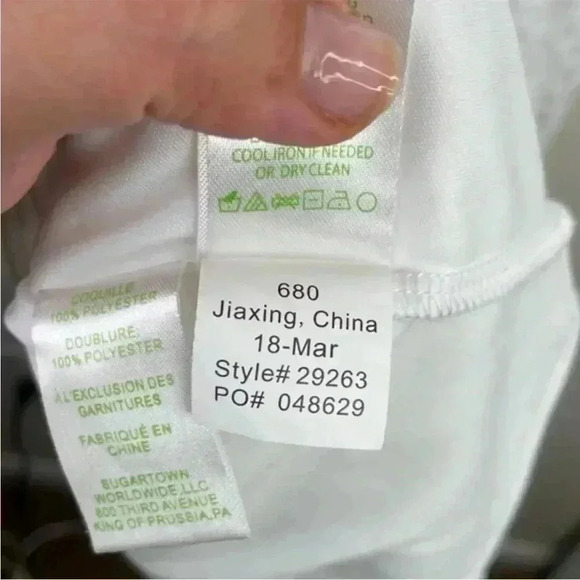 COOL IRON IF NEEDED
OR DRY CLEAN
680
Jiaxing, China
18-Mar
Style# 29263
PO# 048629
COQUILLE
100% POLYESTER
DOUBLURE:
100% POLYESTER
À L'EXCLUSION DES
GARNITURES
FABRIQUÉ EN
CHINE
SUGARTOWN
WORLDWIDE,LLC.
800 THIRD AVENUE
KING OF PRUSSIA,PA